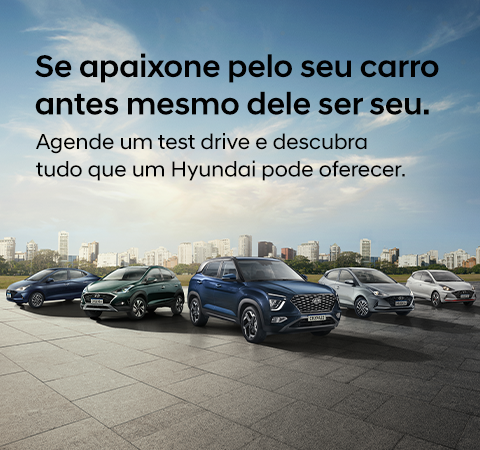 Se apaixone pelo seu carro
antes mesmo dele ser seu.
Agende um test drive e descubra
tudo que um Hyundai pode oferecer.